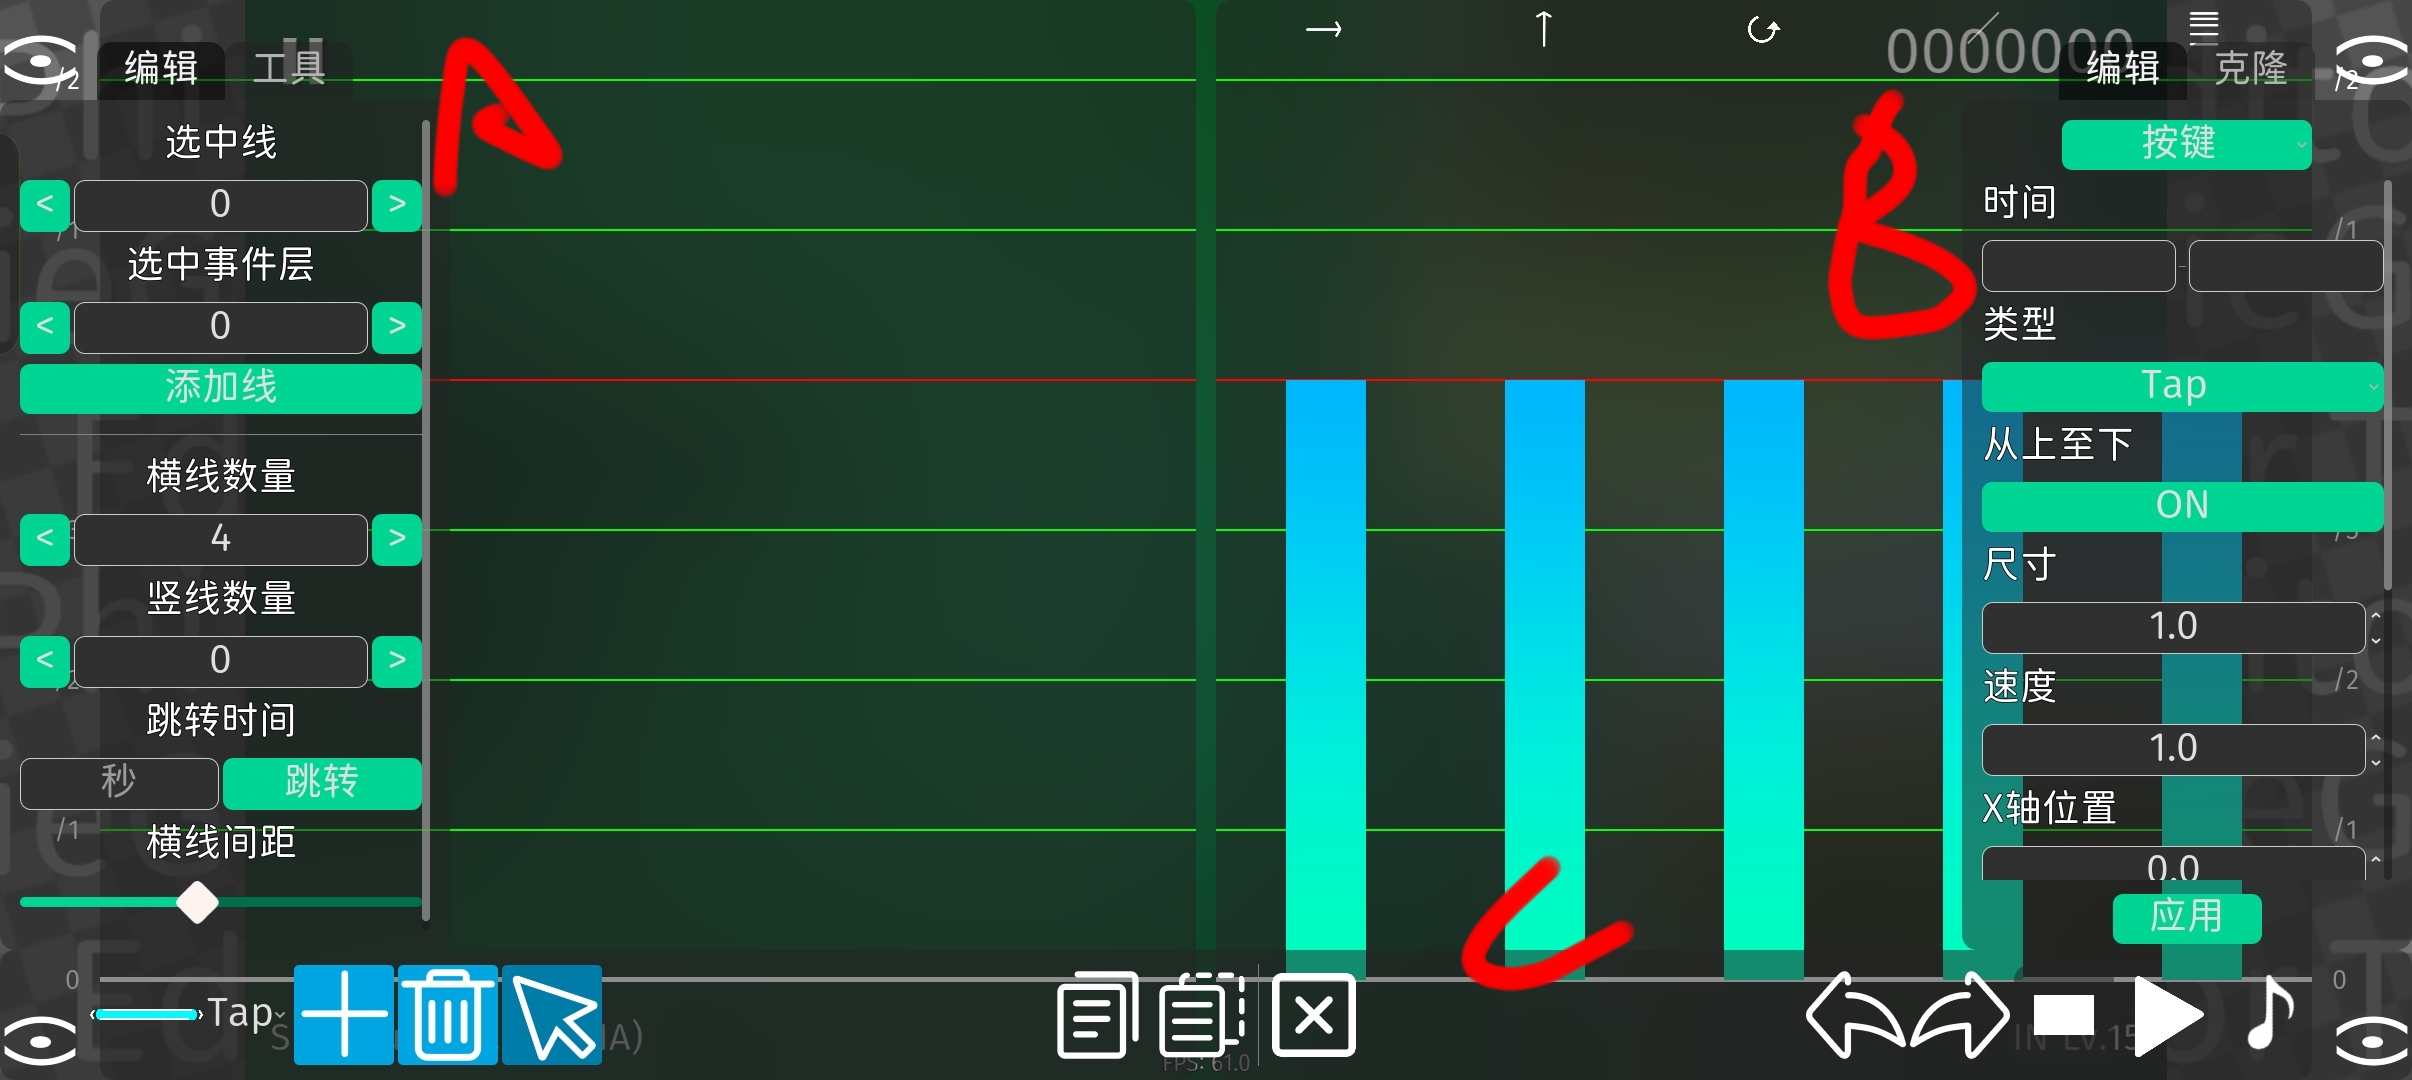 0000000
编辑 工具
编辑 克隆
/2
/2
A
B
C
选中线
< 0 >
选中事件层
< 0 >
添加线
横线数量
< 4 >
竖线数量
< 0 >
跳转时间
秒 跳转
横线间距
按键
时间
-
类型
Tap
从上至下
ON
尺寸
1.0
速度
1.0
X轴位置
0.0
应用
/1
/1
/3
/2
/2
/1
/1
0
0
Tap
FPS: 61.0
IN Lv.15